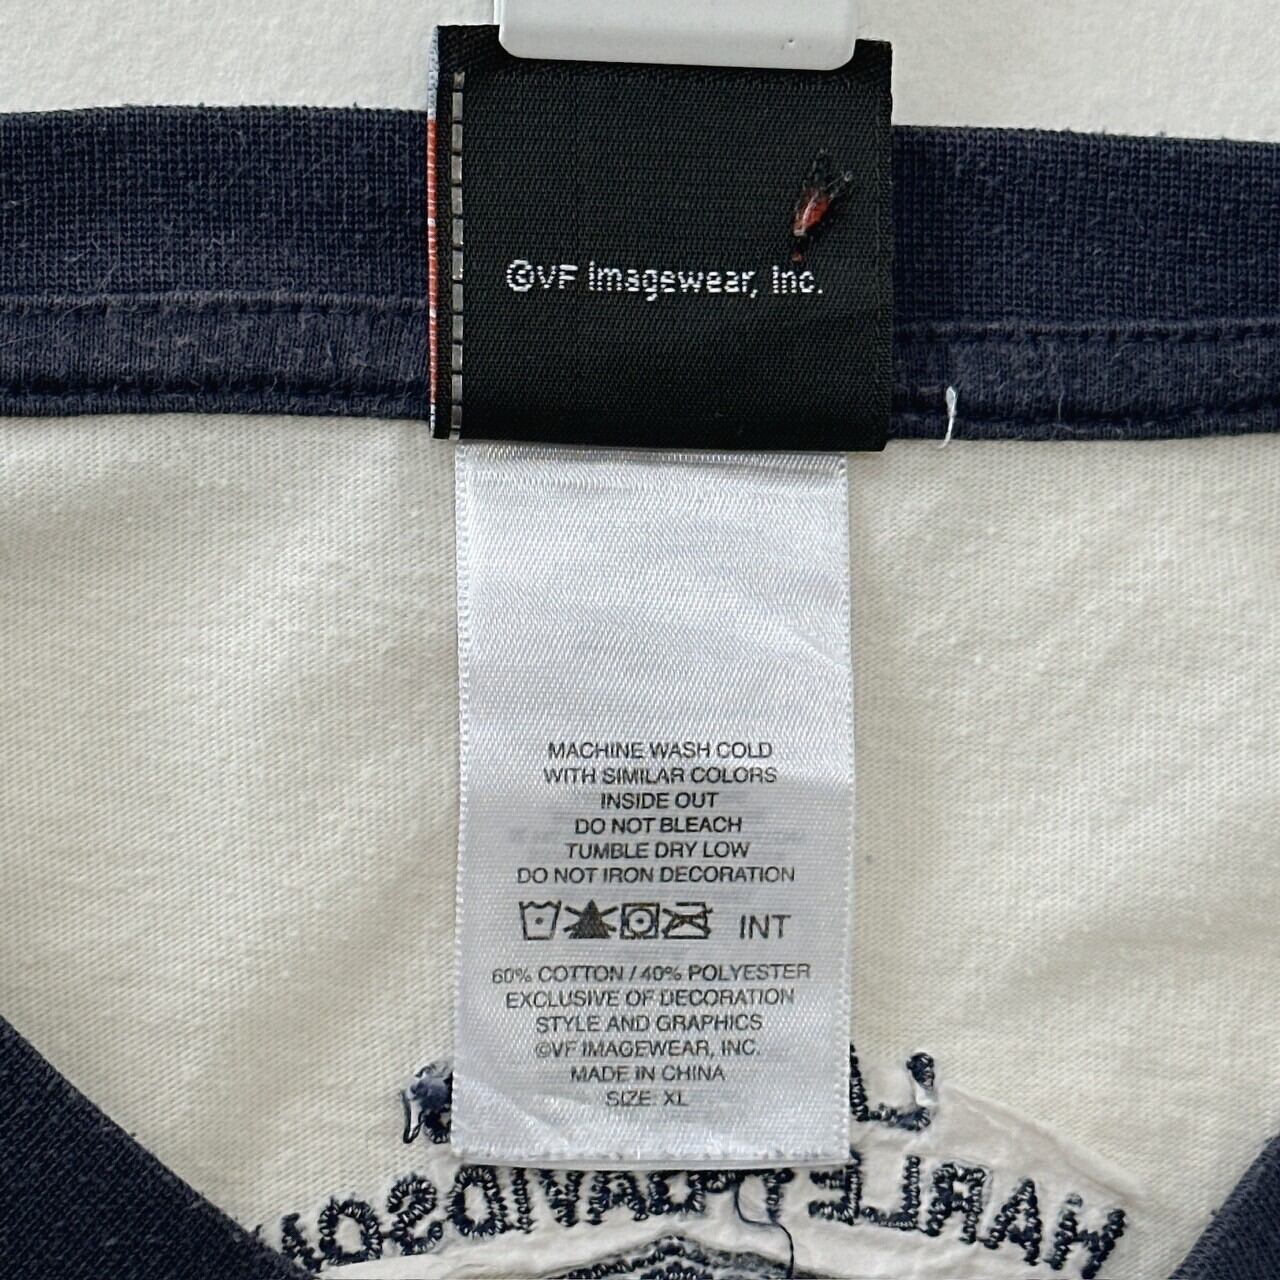 ©VF Imagewear, Inc.
MACHINE WASH COLD
WITH SIMILAR COLORS
INSIDE OUT
DO NOT BLEACH
TUMBLE DRY LOW
DO NOT IRON DECORATION
INT
60% COTTON / 40% POLYESTER
EXCLUSIVE OF DECORATION
STYLE AND GRAPHICS
©VF IMAGEWEAR, INC.
MADE IN CHINA
SIZE: XL
HARLEY-DAVIDSON